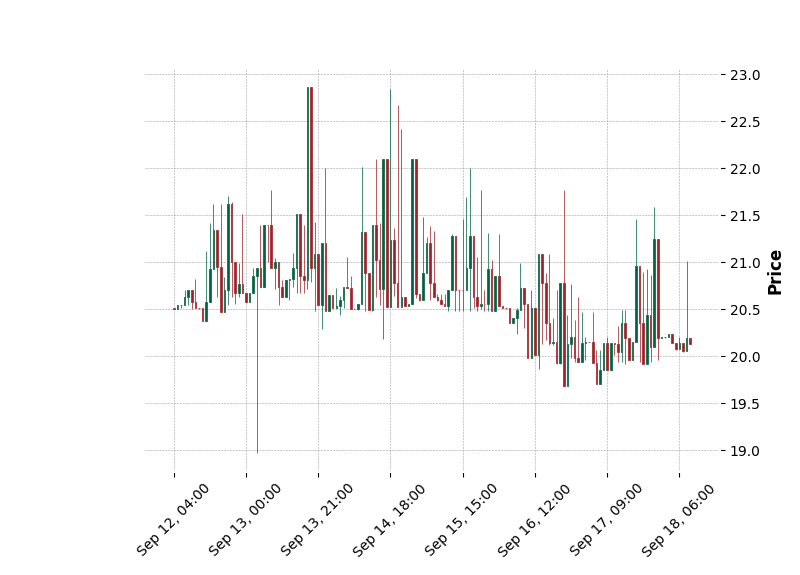 23.0
22.5
22.0
21.5
21.0
20.5
20.0
19.5
19.0
Price
Sep 12, 04:00
Sep 13, 00:00
Sep 13, 21:00
Sep 14, 18:00
Sep 15, 15:00
Sep 16, 12:00
Sep 17, 09:00
Sep 18, 06:00